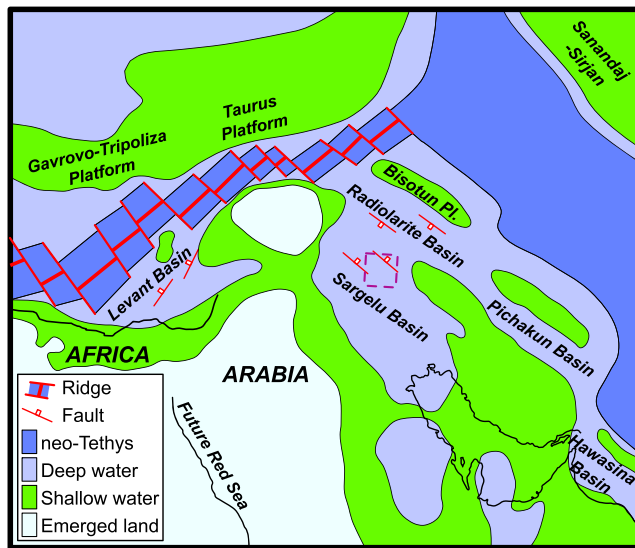 Sanandaj
-Sirjan
Taurus
Platform
Gavrovo-Tripoliza
Platform
Bisotun Pl.
Radiolarite Basin
Levant Basin
Sargelu Basin
Pichakun Basin
AFRICA
ARABIA
Hawasina
Basin
Future Red Sea
Ridge
Fault
neo-Tethys
Deep water
Shallow water
Emerged land